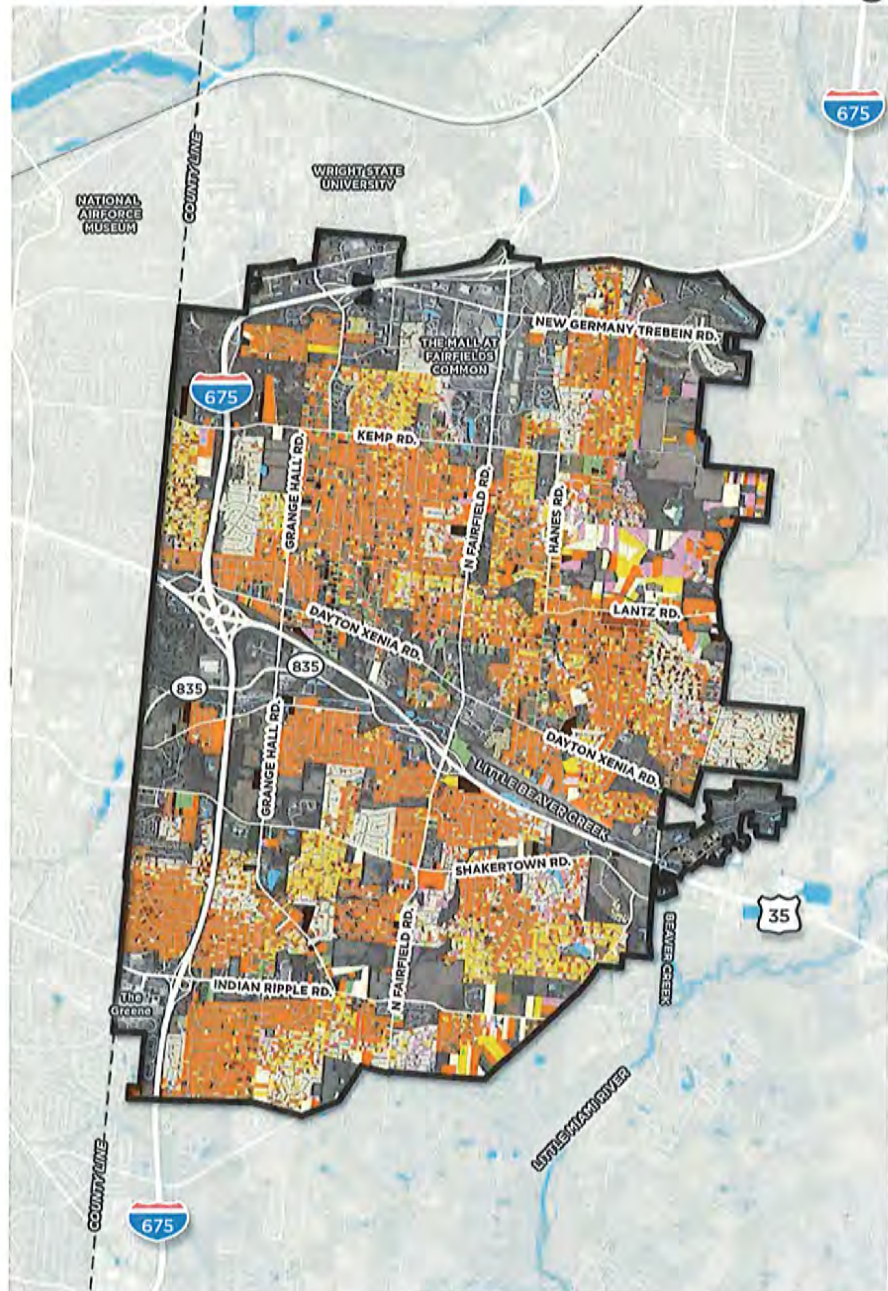 675
COUNTY LINE
WRIGHT STATE
UNIVERSITY
NATIONAL
AIRFORCE
MUSEUM
NEW GERMANY TREBEIN RD.
THE MALL AT
FAIRFIELDS
COMMON
675
KEMP RD.
GRANGE HALL RD.
N FAIRFIELD RD.
HANES RD.
LANTZ RD.
DAYTON XENIA RD.
835
835
GRANGE HALL RD.
DAYTON XENIA RD.
LITTLE BEAVER CREEK
SHAKERTOWN RD.
35
N FAIRFIELD RD.
BEAVER CREEK
INDIAN RIPPLE RD.
The
Greene
LITTLE MIAMI RIVER
COUNTY LINE
675